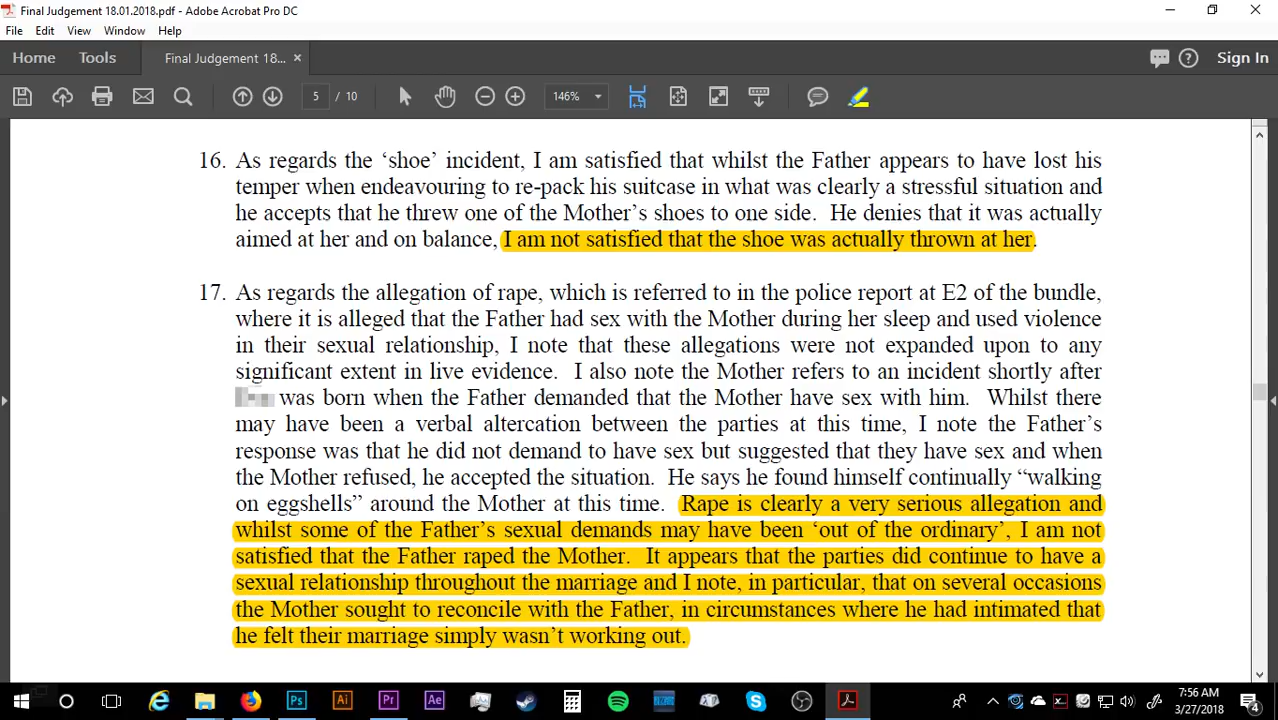 Final Judgement 18.01.2018.pdf - Adobe Acrobat Pro DC
File Edit View Window Help
Home Tools Final Judgement 18... × Sign In
5 / 10 146%
16. As regards the ‘shoe’ incident, I am satisfied that whilst the Father appears to have lost his
temper when endeavouring to re-pack his suitcase in what was clearly a stressful situation and
he accepts that he threw one of the Mother’s shoes to one side. He denies that it was actually
aimed at her and on balance, I am not satisfied that the shoe was actually thrown at her.
17. As regards the allegation of rape, which is referred to in the police report at E2 of the bundle,
where it is alleged that the Father had sex with the Mother during her sleep and used violence
in their sexual relationship, I note that these allegations were not expanded upon to any
significant extent in live evidence. I also note the Mother refers to an incident shortly after
was born when the Father demanded that the Mother have sex with him. Whilst there
may have been a verbal altercation between the parties at this time, I note the Father’s
response was that he did not demand to have sex but suggested that they have sex and when
the Mother refused, he accepted the situation. He says he found himself continually “walking
on eggshells” around the Mother at this time. Rape is clearly a very serious allegation and
whilst some of the Father’s sexual demands may have been ‘out of the ordinary’, I am not
satisfied that the Father raped the Mother. It appears that the parties did continue to have a
sexual relationship throughout the marriage and I note, in particular, that on several occasions
the Mother sought to reconcile with the Father, in circumstances where he had intimated that
he felt their marriage simply wasn’t working out.
Ps Ai Pr Ae
7:56 AM
3/27/2018
4